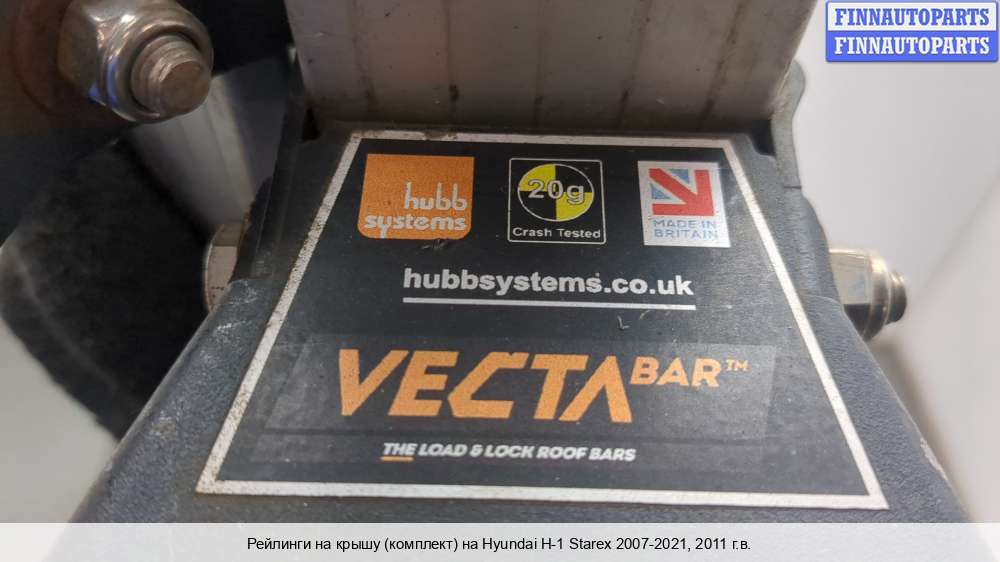 FINNAUTOPARTS
FINNAUTOPARTS
hubb
systems
20g
Crash Tested
MADE IN
BRITAIN
hubbsystems.co.uk
VECTA BAR™
THE LOAD & LOCK ROOF BARS
Рейлинги на крышу (комплект) на Hyundai H-1 Starex 2007-2021, 2011 г.в.